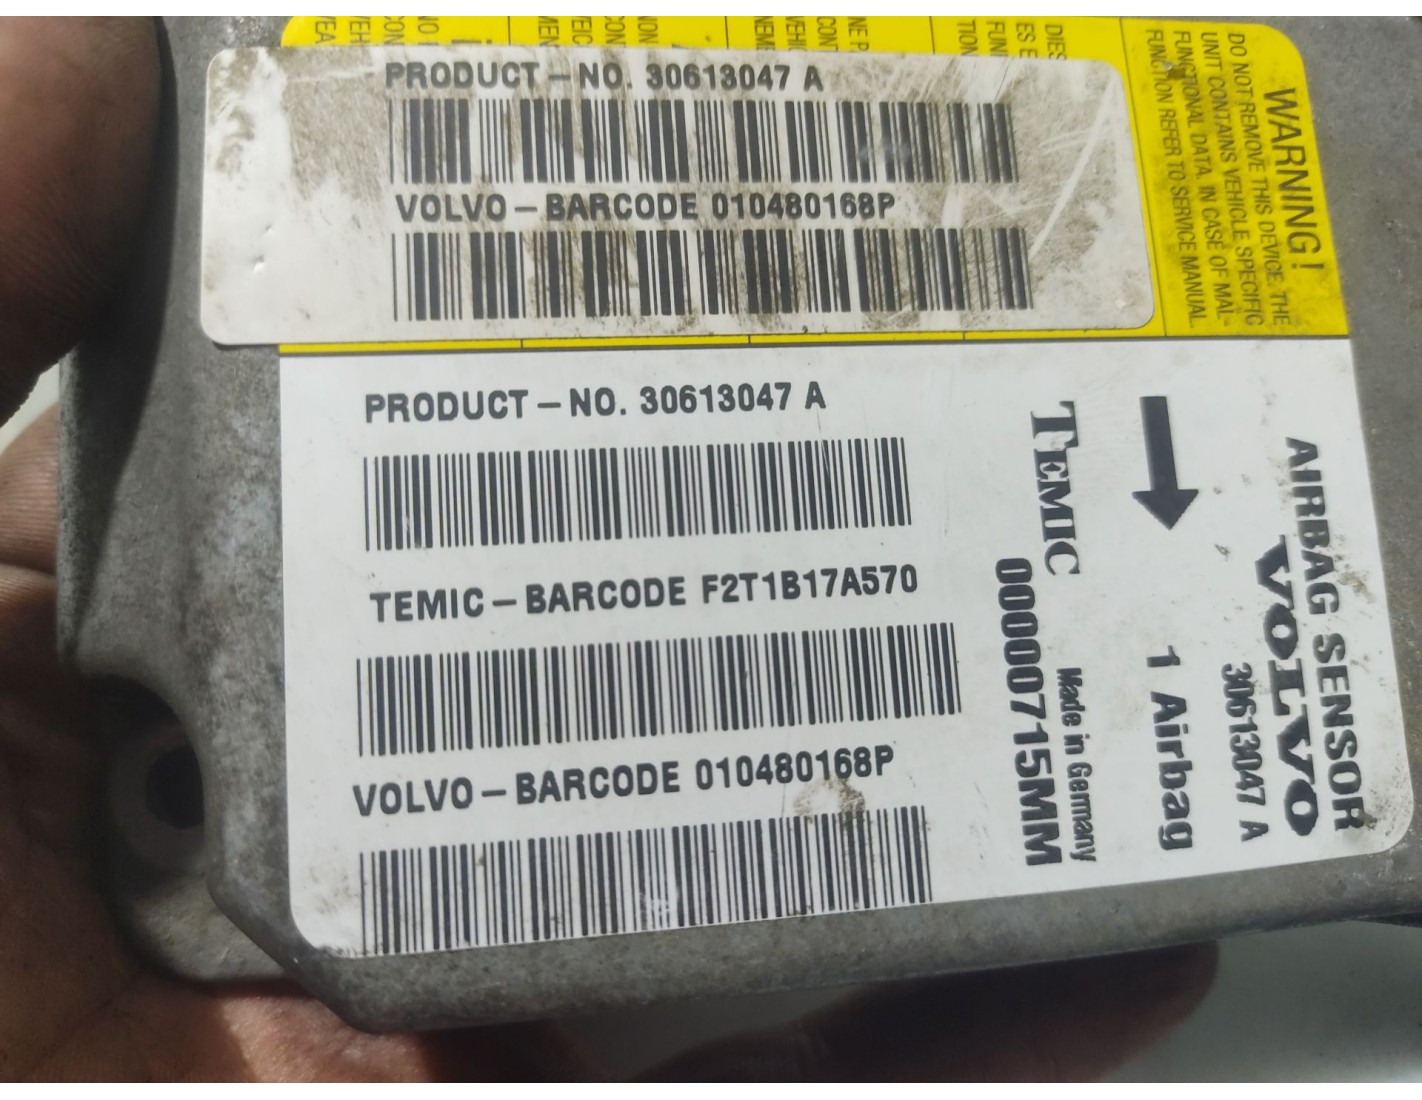 PRODUCT – NO. 30613047 A
VOLVO – BARCODE 010480168P
PRODUCT – NO. 30613047 A
TEMIC – BARCODE F2T1B17A570
VOLVO – BARCODE 010480168P
WARNING!
DO NOT REMOVE THIS DEVICE. THE
UNIT CONTAINS VEHICLE SPECIFIC
FUNCTIONAL DATA. IN CASE OF MAL-
FUNCTION REFER TO SERVICE MANUAL.
AIRBAG SENSOR
VOLVO
30613047 A
1 Airbag
TEMIC
Made in Germany
00000715MM